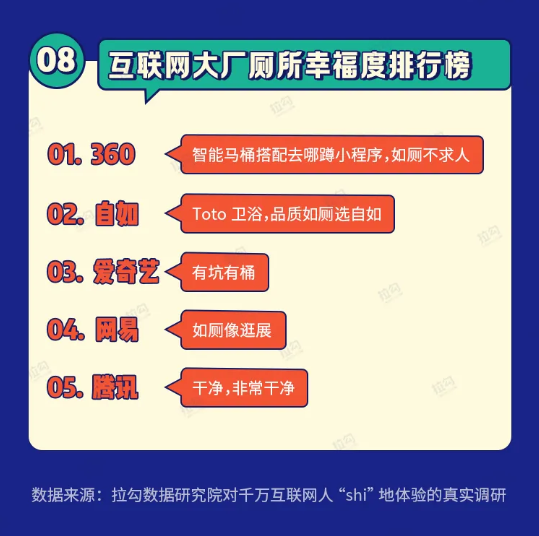 08
互联网大厂厕所幸福度排行榜
01. 360
智能马桶搭配去哪蹲小程序,如厕不求人
02. 自如
Toto 卫浴,品质如厕选自如
03. 爱奇艺
有坑有桶
04. 网易
如厕像逛展
05. 腾讯
干净,非常干净
数据来源：拉勾数据研究院对千万互联网人“shi”地体验的真实调研
拉勾